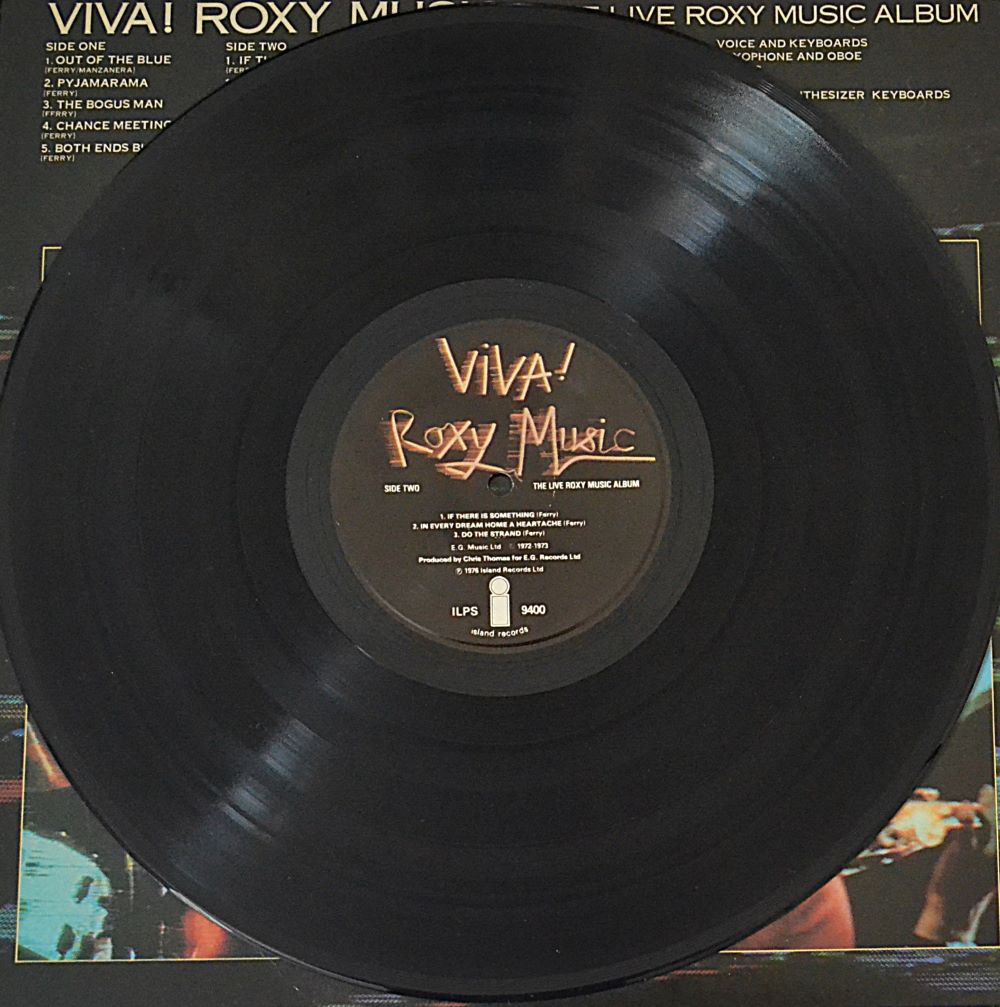 VIVA! ROXY MUSIC THE LIVE ROXY MUSIC ALBUM
SIDE ONE
1. OUT OF THE BLUE
(FERRY/MANZANERA)
2. PYJAMARAMA
(FERRY)
3. THE BOGUS MAN
(FERRY)
4. CHANCE MEETING
(FERRY)
5. BOTH ENDS
(FERRY)
SIDE TWO
1. IF
VOICE AND KEYBOARDS
AND OBOE
KEYBOARDS
ViVA!
Roxy Music
SIDE TWO
THE LIVE ROXY MUSIC ALBUM
1. IF THERE IS SOMETHING (Ferry)
2. IN EVERY DREAM HOME A HEARTACHE (Ferry)
3. DO THE STRAND (Ferry)
E.G. Music Ltd © 1972-1973
Produced by Chris Thomas for E.G. Records Ltd
℗ 1976 Island Records Ltd
ILPS 9400
island records